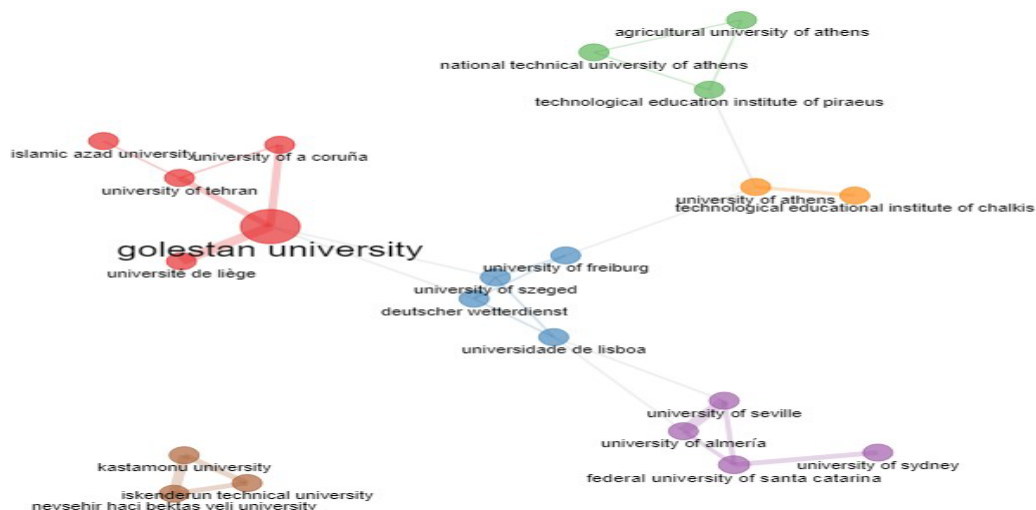 agricultural university of athens
national technical university of athens
technological education institute of piraeus
islamic azad university
university of a coruña
university of tehran
university of athens
technological educational institute of chalkis
golestan university
université de liège
university of freiburg
university of szeged
deutscher wetterdienst
universidade de lisboa
university of seville
university of almería
university of sydney
federal university of santa catarina
kastamonu university
iskenderun technical university
nevsehir haci bektas veli university